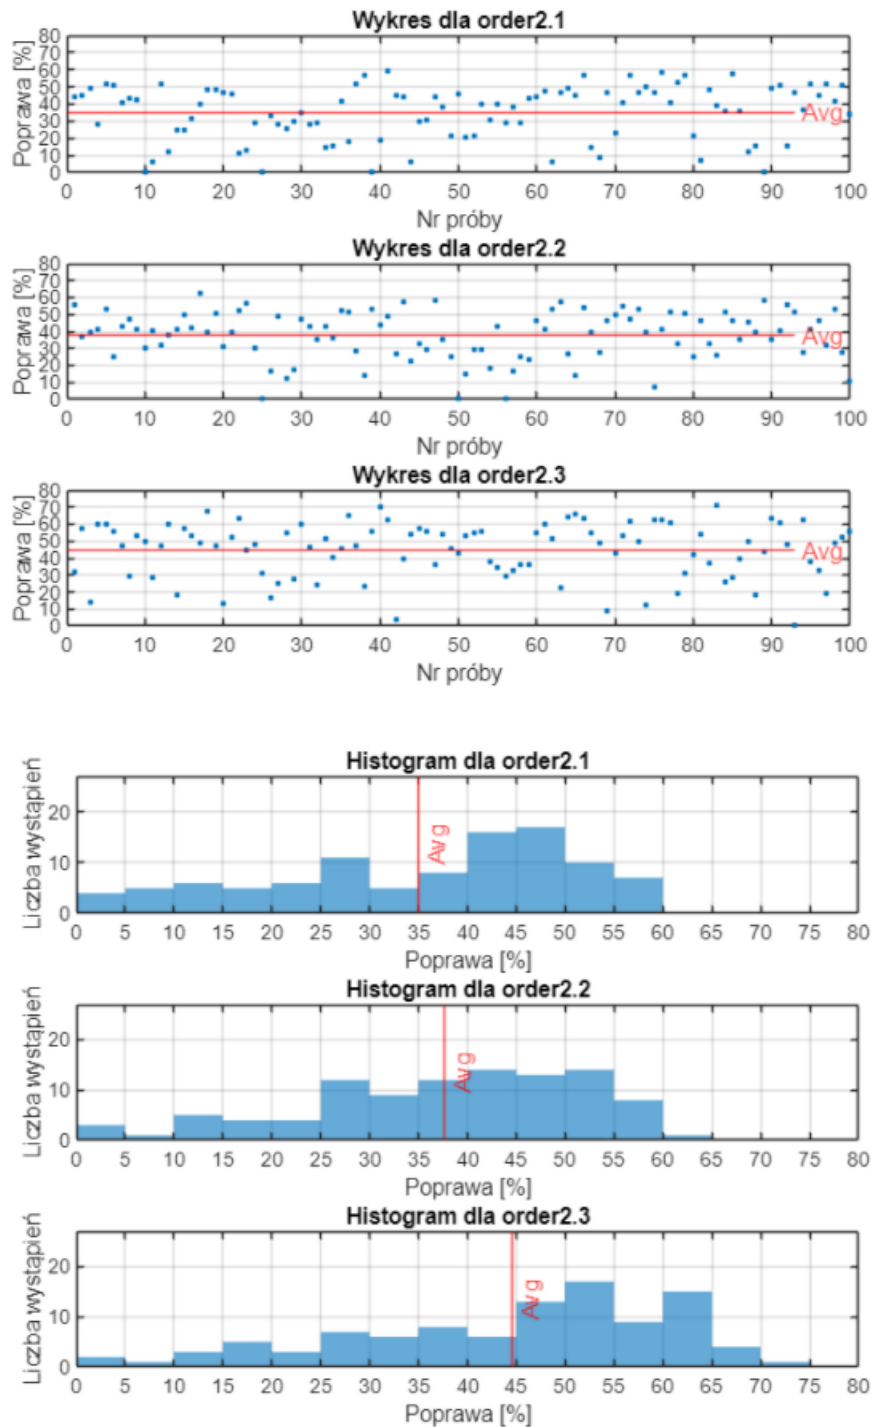 Wykres dla order2.1
Poprawa [%]
80
70
60
50
40
30
20
10
0
Avg
0 10 20 30 40 50 60 70 80 90 100
Nr próby
Wykres dla order2.2
Poprawa [%]
80
70
60
50
40
30
20
10
0
Avg
0 10 20 30 40 50 60 70 80 90 100
Nr próby
Wykres dla order2.3
Poprawa [%]
80
70
60
50
40
30
20
10
0
Avg
0 10 20 30 40 50 60 70 80 90 100
Nr próby
Histogram dla order2.1
Liczba wystąpień
20
10
0
Avg
0 5 10 15 20 25 30 35 40 45 50 55 60 65 70 75 80
Poprawa [%]
Histogram dla order2.2
Liczba wystąpień
20
10
0
Avg
0 5 10 15 20 25 30 35 40 45 50 55 60 65 70 75 80
Poprawa [%]
Histogram dla order2.3
Liczba wystąpień
20
10
0
Avg
0 5 10 15 20 25 30 35 40 45 50 55 60 65 70 75 80
Poprawa [%]